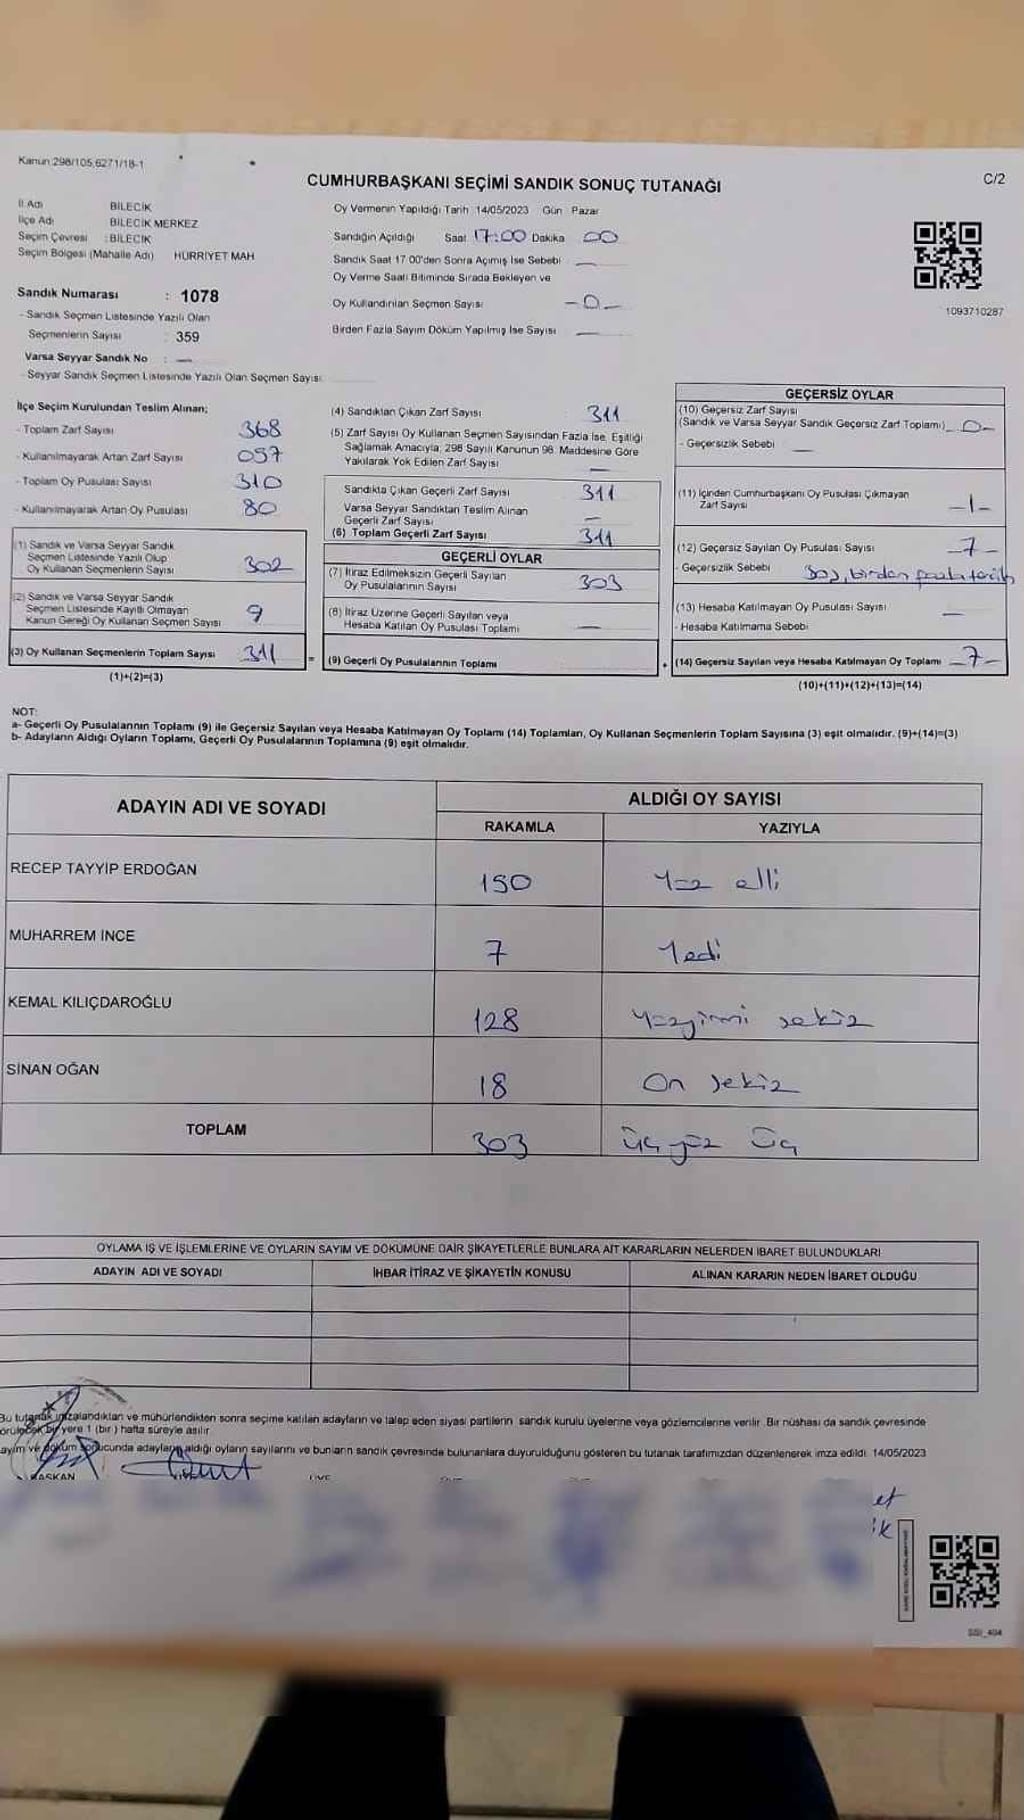 Kanun:298/105,6271/18-1
CUMHURBAŞKANI SEÇİMİ SANDIK SONUÇ TUTANAĞI
C/2
İl Adı BİLECİK
İlçe Adı BİLECİK MERKEZ
Seçim Çevresi : BİLECİK
Seçim Bölgesi (Mahalle Adı) HÜRRİYET MAH
Sandık Numarası : 1078
- Sandık Seçmen Listesinde Yazılı Olan
Seçmenlerin Sayısı : 359
Varsa Seyyar Sandık No : —
- Seyyar Sandık Seçmen Listesinde Yazılı Olan Seçmen Sayısı:
Oy Vermenin Yapıldığı Tarih 14/05/2023 Gün Pazar
Sandığın Açıldığı Saat 17:00 Dakika 00
Sandık Saat 17 00'den Sonra Açımış İse Sebebi —
Oy Verme Saati Bitiminde Sırada Bekleyen ve
Oy Kullandırılan Seçmen Sayısı -0-
Birden Fazla Sayım Döküm Yapılmış İse Sayısı —
1093710287
İlçe Seçim Kurulundan Teslim Alınan;
- Toplam Zarf Sayısı 368
- Kullanılmayarak Artan Zarf Sayısı 057
- Toplam Oy Pusulası Sayısı 310
- Kullanılmayarak Artan Oy Pusulası 80
(1) Sandık ve Varsa Seyyar Sandık
Seçmen Listesinde Yazılı Olup
Oy Kullanan Seçmenlerin Sayısı 302
(2) Sandık ve Varsa Seyyar Sandık
Seçmen Listesinde Kayıtlı Olmayan
Kanun Gereği Oy Kullanan Seçmen Sayısı 9
(3) Oy Kullanan Seçmenlerin Toplam Sayısı 311
(1)+(2)=(3)
(4) Sandıktan Çıkan Zarf Sayısı : 311
(5) Zarf Sayısı Oy Kullanan Seçmen Sayısından Fazla İse, Eşitliği
Sağlamak Amacıyla, 298 Sayılı Kanunun 98. Maddesine Göre
Yakılarak Yok Edilen Zarf Sayısı —
Sandıkta Çıkan Geçerli Zarf Sayısı 311
Varsa Seyyar Sandıktan Teslim Alınan
Geçerli Zarf Sayısı —
(6) Toplam Geçerli Zarf Sayısı 311
GEÇERLİ OYLAR
(7) İtiraz Edilmeksizin Geçerli Sayılan
Oy Pusulalarının Sayısı 303
(8) İtiraz Üzerine Geçerli Sayılan veya
Hesaba Katılan Oy Pusulası Toplamı —
= (9) Geçerli Oy Pusulalarının Toplamı
GEÇERSİZ OYLAR
(10) Geçersiz Zarf Sayısı
(Sandık ve Varsa Seyyar Sandık Geçersiz Zarf Toplamı) -0-
- Geçersizlik Sebebi —
(11) İçinden Cumhurbaşkanı Oy Pusulası Çıkmayan
Zarf Sayısı -1-
(12) Geçersiz Sayılan Oy Pusulası Sayısı -7-
- Geçersizlik Sebebi birden fazla tercih
(13) Hesaba Katılmayan Oy Pusulası Sayısı —
- Hesaba Katılmama Sebebi
+ (14) Geçersiz Sayılan veya Hesaba Katılmayan Oy Toplamı -7-
(10)+(11)+(12)+(13)=(14)
NOT:
a- Geçerli Oy Pusulalarının Toplamı (9) ile Geçersiz Sayılan veya Hesaba Katılmayan Oy Toplamı (14) Toplamları, Oy Kullanan Seçmenlerin Toplam Sayısına (3) eşit olmalıdır. (9)+(14)=(3)
b- Adayların Aldığı Oyların Toplamı, Geçerli Oy Pusulalarının Toplamına (9) eşit olmalıdır.
ADAYIN ADI VE SOYADI
ALDIĞI OY SAYISI
RAKAMLA YAZIYLA
RECEP TAYYİP ERDOĞAN 150 Yüz elli
MUHARREM İNCE 7 Yedi
KEMAL KILIÇDAROĞLU 128 Yüzyirmi sekiz
SİNAN OĞAN 18 On sekiz
TOPLAM 303 üç yüz üç
OYLAMA İŞ VE İŞLEMLERİNE VE OYLARIN SAYIM VE DÖKÜMÜNE DAİR ŞİKAYETLERLE BUNLARA AİT KARARLARIN NELERDEN İBARET BULUNDUKLARI
ADAYIN ADI VE SOYADI İHBAR İTİRAZ VE ŞİKAYETİN KONUSU ALINAN KARARIN NEDEN İBARET OLDUĞU
Bu tutanak imzalandıktan ve mühürlendikten sonra seçime katılan adayların ve talep eden siyasi partilerin sandık kurulu üyelerine veya gözlemcilerine verilir. Bir nüshası da sandık çevresinde
görülecek bir yere 1 (bir) hafta süreyle asılır
ayım ve döküm sonucunda adayların aldığı oyların sayılarını ve bunların sandık çevresinde bulunanlara duyurulduğunu gösteren bu tutanak tarafımızdan düzenlenerek imza edildi. 14/05/2023
BAŞKAN
et
ik
SSI_404